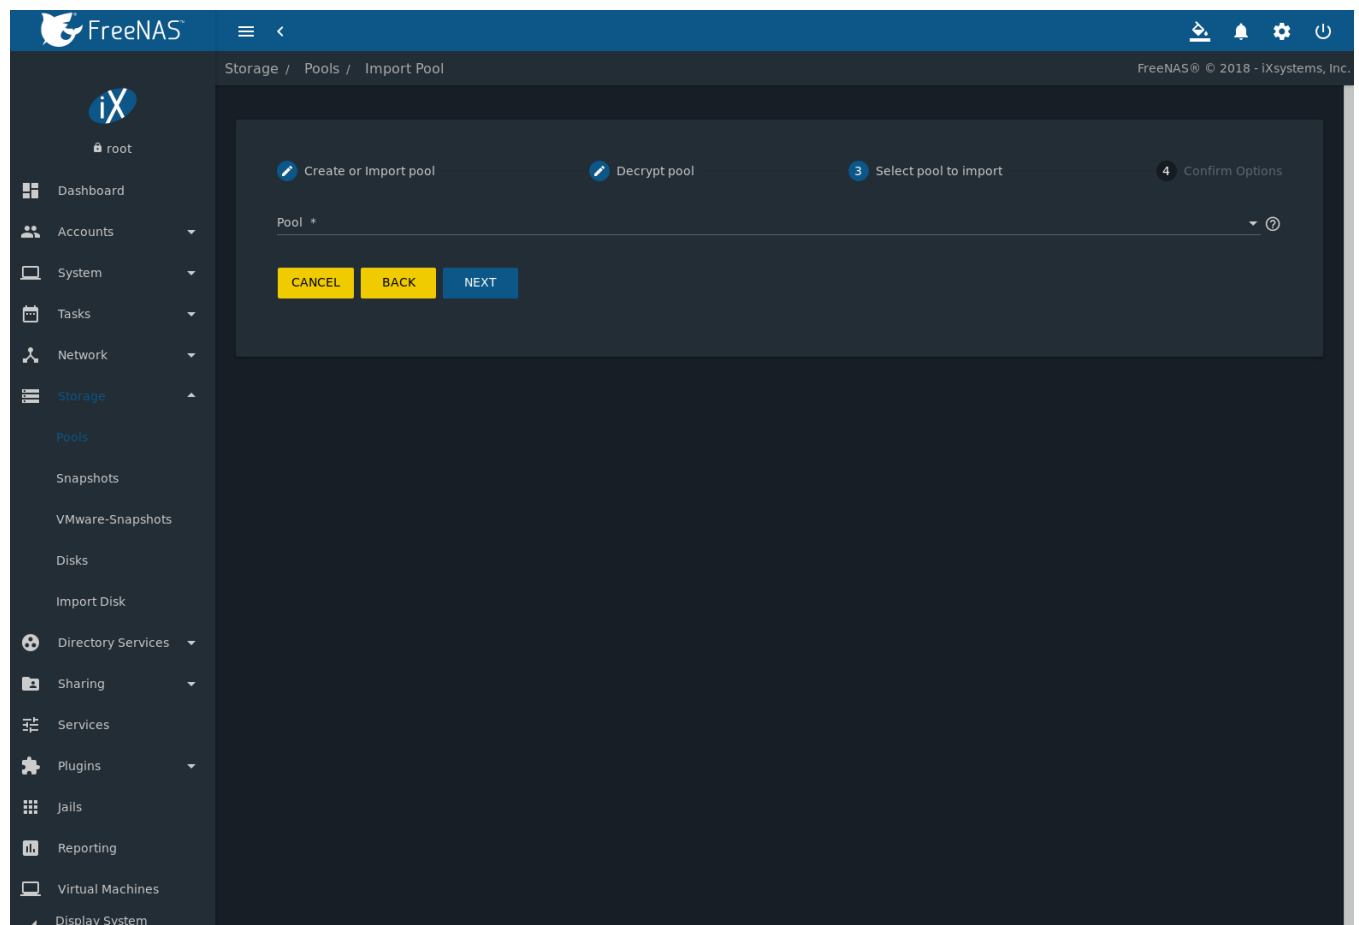 FreeNAS™
Storage / Pools / Import Pool
FreeNAS® © 2018 - iXsystems, Inc.
iX
root
Dashboard
Accounts
System
Tasks
Network
Storage
Pools
Snapshots
VMware-Snapshots
Disks
Import Disk
Directory Services
Sharing
Services
Plugins
Jails
Reporting
Virtual Machines
Display System
Create or Import pool
Decrypt pool
3 Select pool to import
4 Confirm Options
Pool *
CANCEL BACK NEXT